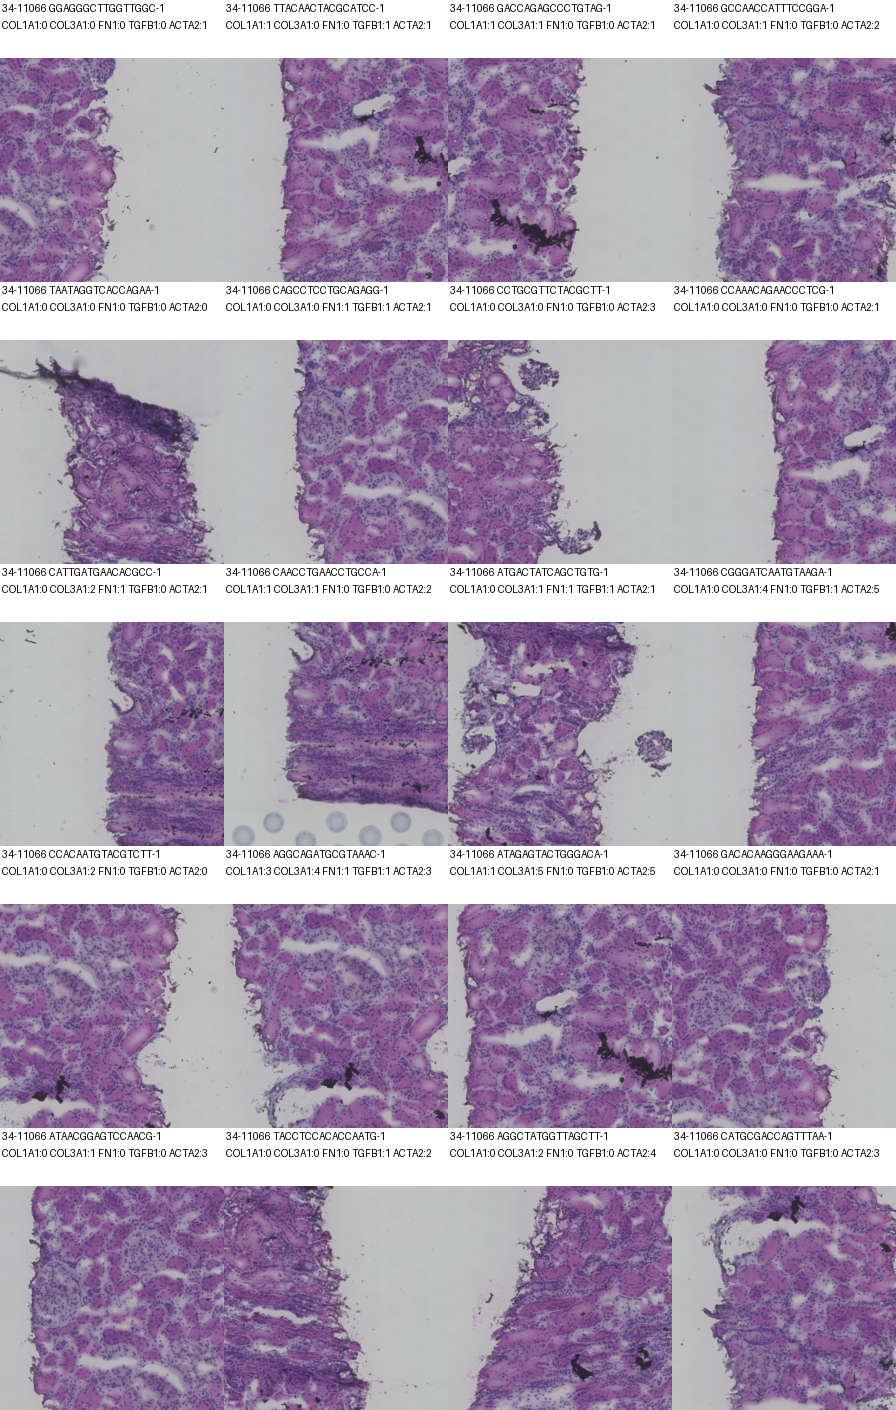 34-11066 GGAGGGCTTGGTTGGC-1 34-11066 TTACAACTACGCATCC-1 34-11066 GACCAGAGCCCTGTAG-1 34-11066 GCCAACCATTTCCGGA-1
COL1A1:0 COL3A1:0 FN1:0 TGFB1:0 ACTA2:1 COL1A1:1 COL3A1:0 FN1:0 TGFB1:1 ACTA2:1 COL1A1:1 COL3A1:1 FN1:0 TGFB1:0 ACTA2:1 COL1A1:0 COL3A1:1 FN1:0 TGFB1:0 ACTA2:2
34-11066 TAATAGGTCACCAGAA-1 34-11066 CAGCCTCCTGCAGAGG-1 34-11066 CCTGCGTTCTACGCTT-1 34-11066 CCAAACAGAACCCTCG-1
COL1A1:0 COL3A1:0 FN1:0 TGFB1:0 ACTA2:0 COL1A1:0 COL3A1:0 FN1:1 TGFB1:1 ACTA2:1 COL1A1:0 COL3A1:0 FN1:0 TGFB1:0 ACTA2:3 COL1A1:0 COL3A1:0 FN1:0 TGFB1:0 ACTA2:1
34-11066 CATTGATGAACACGCC-1 34-11066 CAACCTGAACCTGCCA-1 34-11066 ATGACTATCAGCTGTG-1 34-11066 CGGGATCAATGTAAGA-1
COL1A1:0 COL3A1:2 FN1:1 TGFB1:0 ACTA2:1 COL1A1:1 COL3A1:1 FN1:0 TGFB1:0 ACTA2:2 COL1A1:0 COL3A1:1 FN1:1 TGFB1:1 ACTA2:1 COL1A1:0 COL3A1:4 FN1:0 TGFB1:1 ACTA2:5
34-11066 CCACAATGTACGTCTT-1 34-11066 AGGCAGATGCGTAAAC-1 34-11066 ATAGAGTACTGGGACA-1 34-11066 GACACAAGGGAAGAAA-1
COL1A1:0 COL3A1:2 FN1:0 TGFB1:0 ACTA2:0 COL1A1:3 COL3A1:4 FN1:1 TGFB1:1 ACTA2:3 COL1A1:1 COL3A1:5 FN1:0 TGFB1:0 ACTA2:5 COL1A1:0 COL3A1:0 FN1:0 TGFB1:0 ACTA2:1
34-11066 ATAACGGAGTCCAACG-1 34-11066 TACCTCCACACCAATG-1 34-11066 AGGCTATGGTTAGCTT-1 34-11066 CATGCGACCAGTTTAA-1
COL1A1:0 COL3A1:1 FN1:0 TGFB1:0 ACTA2:3 COL1A1:0 COL3A1:0 FN1:0 TGFB1:1 ACTA2:2 COL1A1:0 COL3A1:2 FN1:0 TGFB1:0 ACTA2:4 COL1A1:0 COL3A1:0 FN1:0 TGFB1:0 ACTA2:3